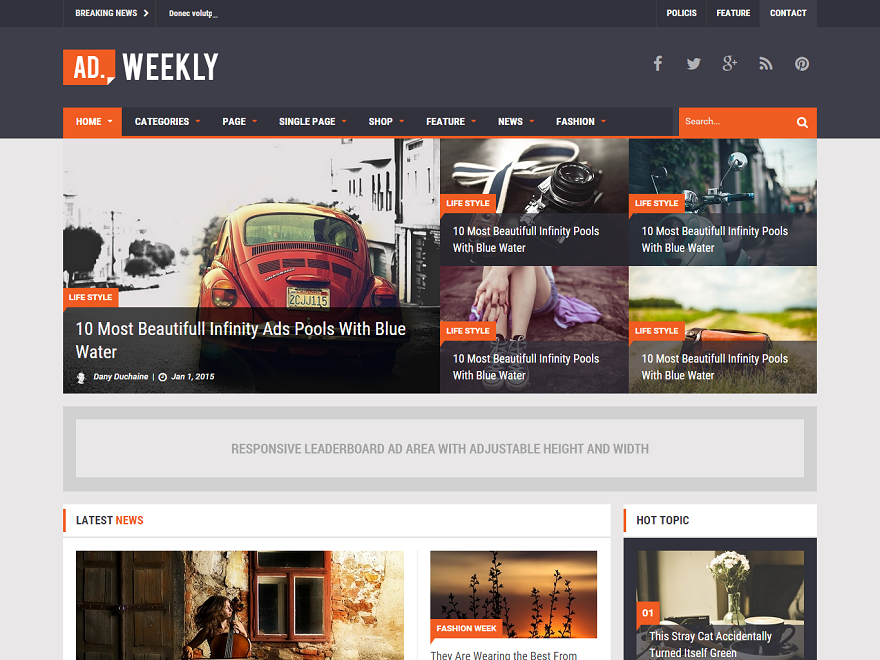 BREAKING NEWS
Donec volutp_
POLICIS
FEATURE
CONTACT
AD. WEEKLY
HOME
CATEGORIES
PAGE
SINGLE PAGE
SHOP
FEATURE
NEWS
FASHION
Search...
2CJJ115
LIFE STYLE
10 Most Beautifull Infinity Ads Pools With Blue
Water
Dany Duchaine | Jan 1, 2015
LIFE STYLE
10 Most Beautifull Infinity Pools
With Blue Water
LIFE STYLE
10 Most Beautifull Infinity Pools
With Blue Water
LIFE STYLE
10 Most Beautifull Infinity Pools
With Blue Water
LIFE STYLE
10 Most Beautifull Infinity Pools
With Blue Water
RESPONSIVE LEADERBOARD AD AREA WITH ADJUSTABLE HEIGHT AND WIDTH
LATEST NEWS
FASHION WEEK
They Are Wearing the Best From
HOT TOPIC
01
This Stray Cat Accidentally
Turned Itself Green